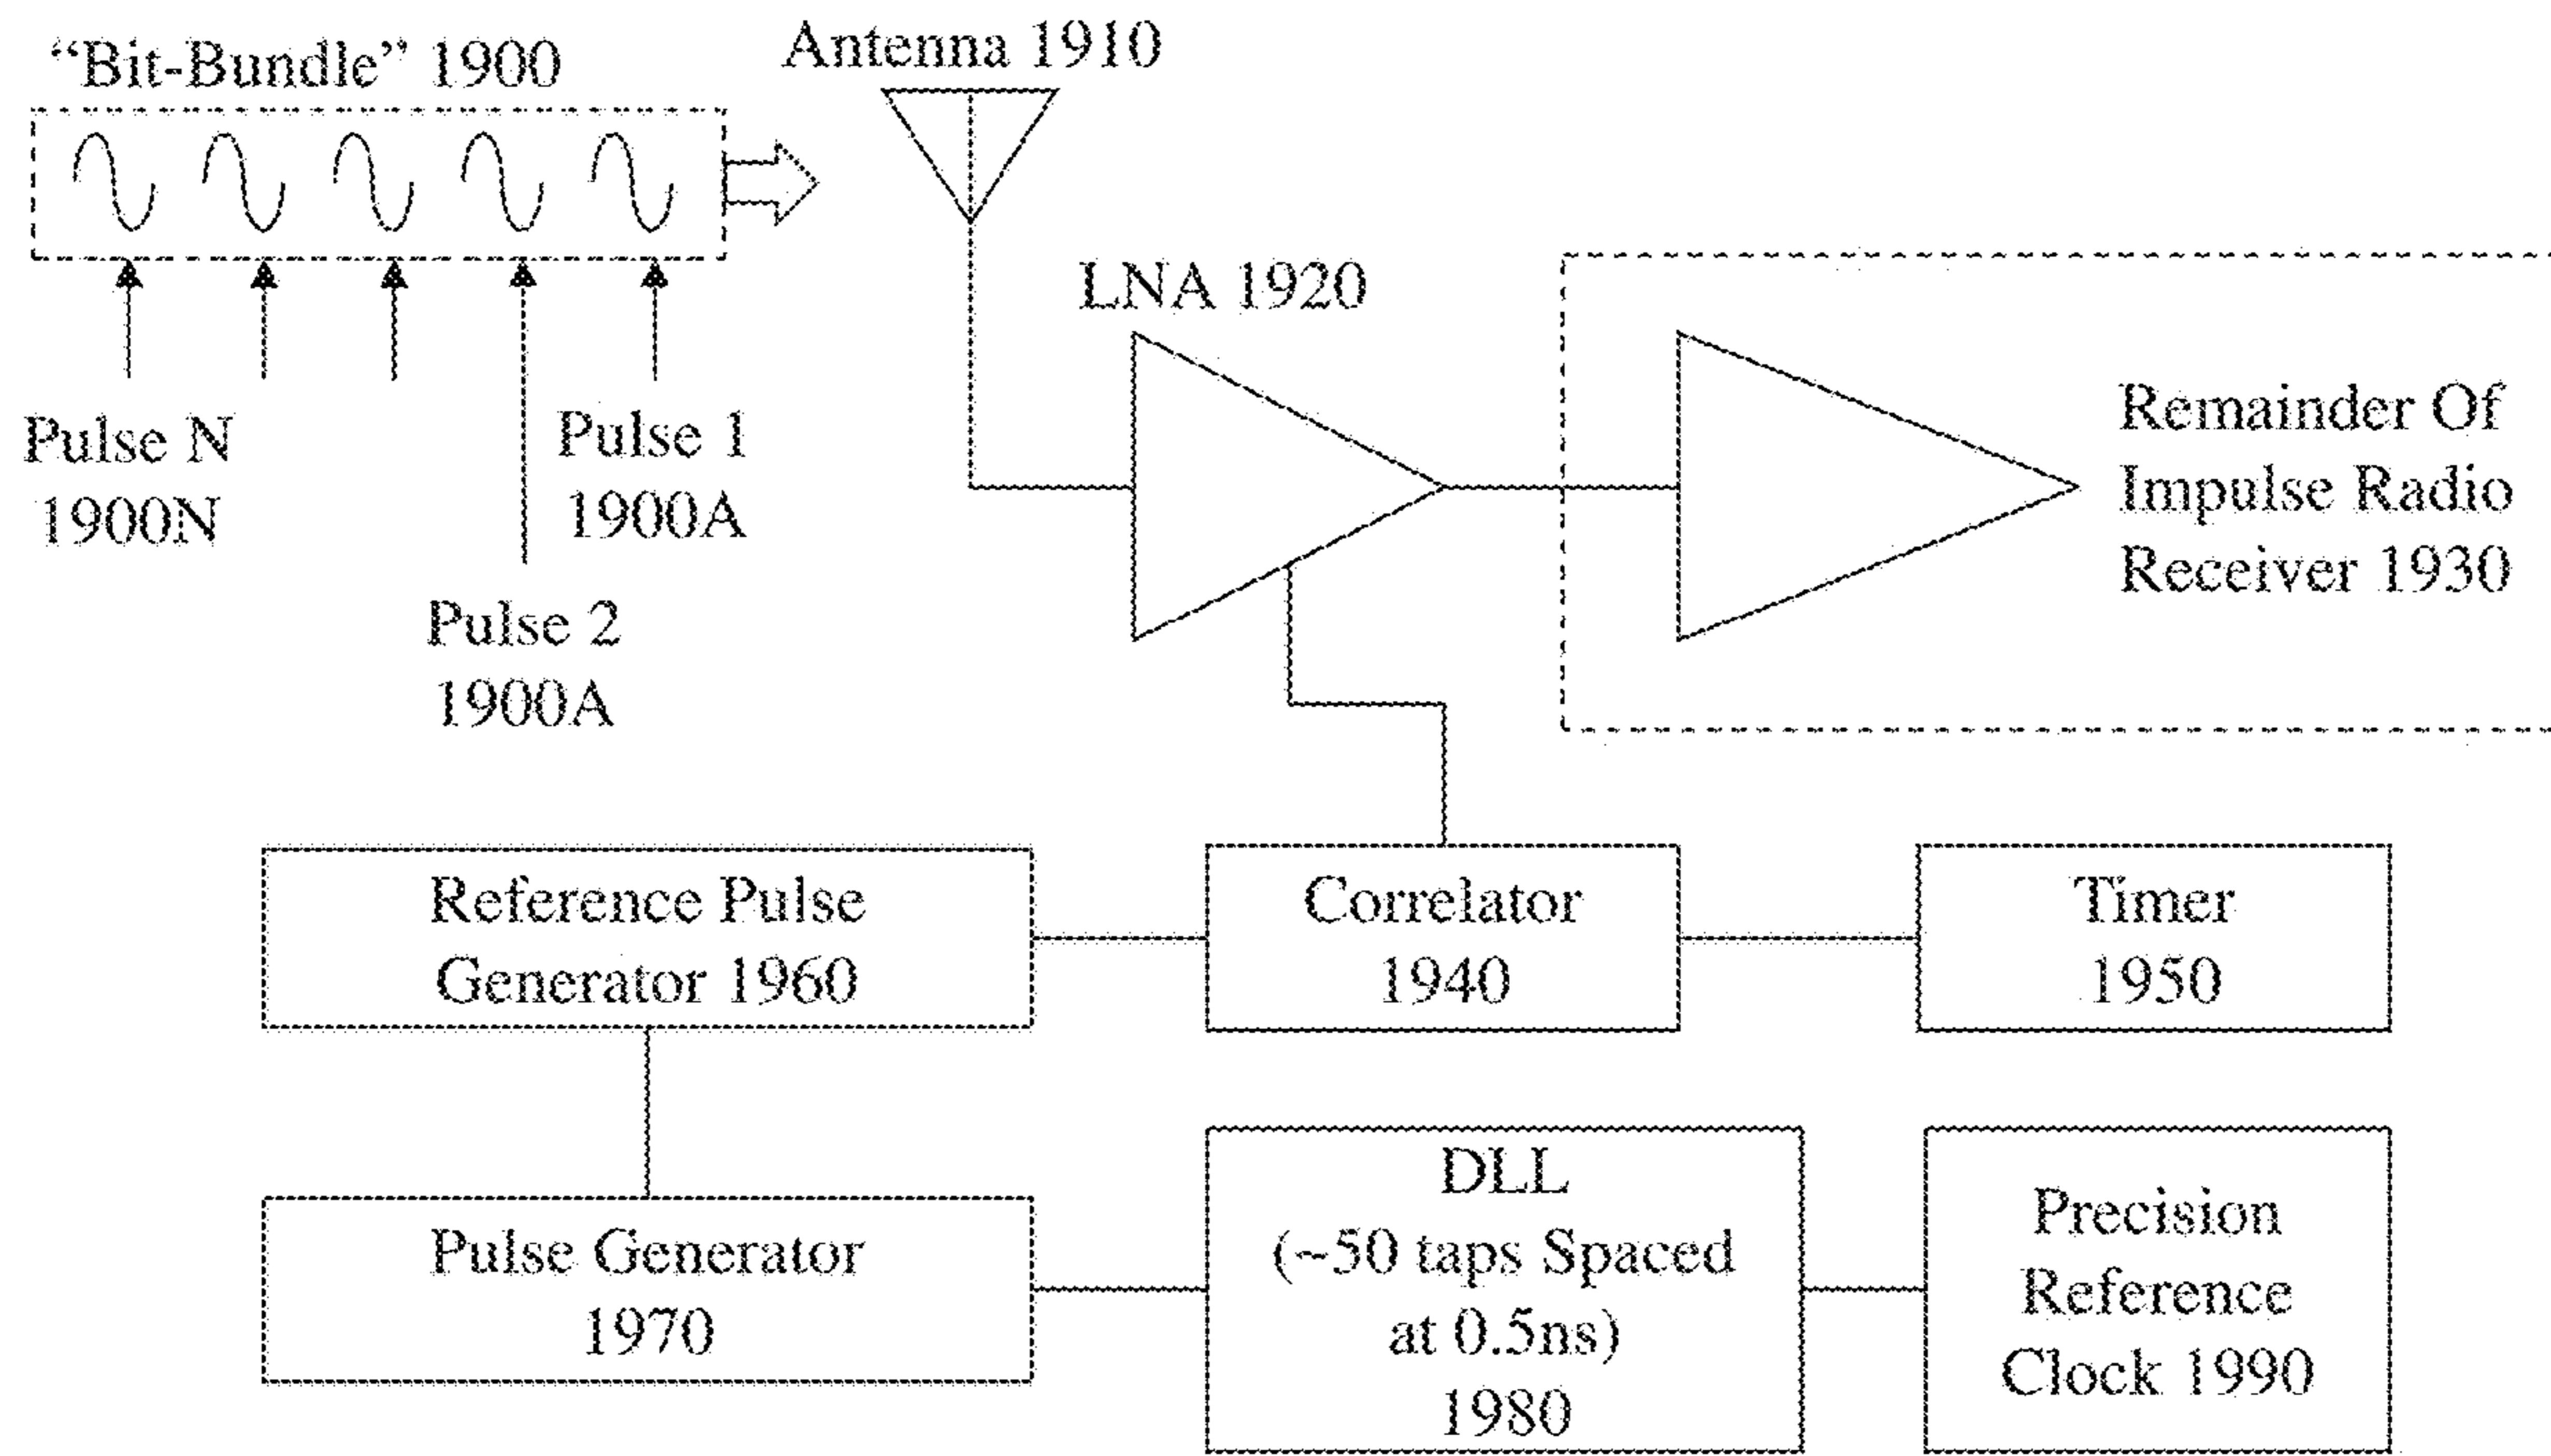 “Bit-Bundle” 1900
Antenna 1910
LNA 1920
Pulse N
1900N
Pulse 1
1900A
Pulse 2
1900A
Remainder Of
Impulse Radio
Receiver 1930
Reference Pulse
Generator 1960
Correlator
1940
Timer
1950
Pulse Generator
1970
DLL
(~50 taps Spaced
at 0.5ns)
1980
Precision
Reference
Clock 1990